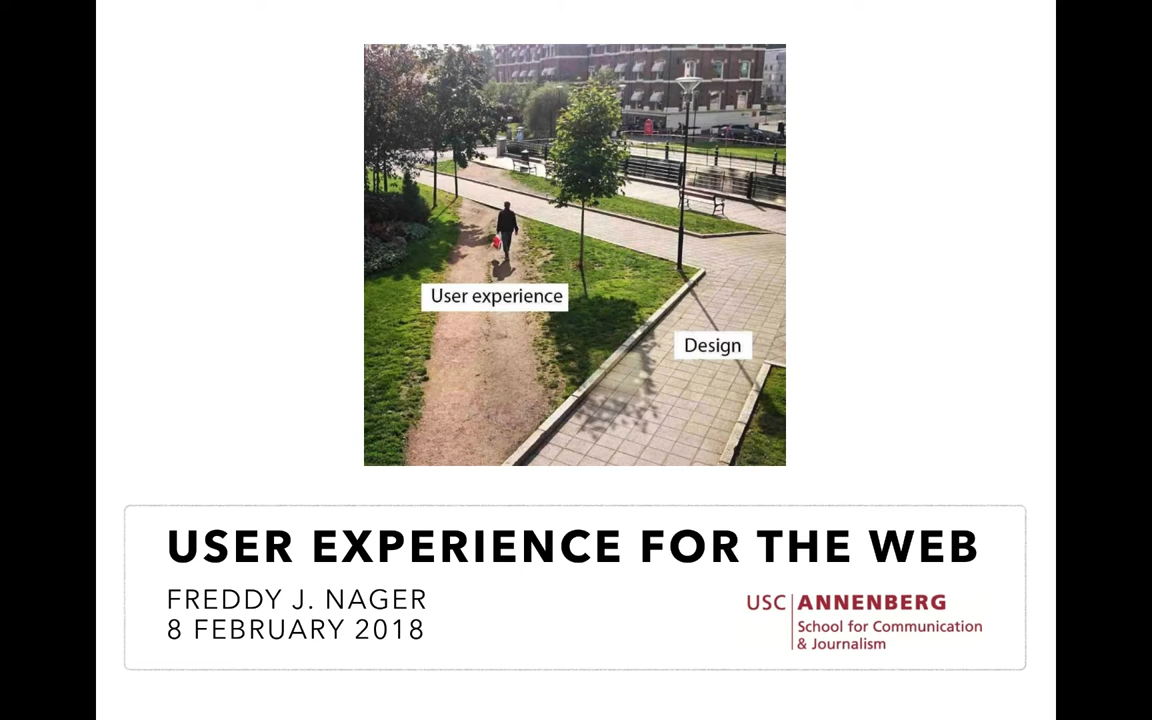 User experience
Design
USER EXPERIENCE FOR THE WEB
FREDDY J. NAGER
8 FEBRUARY 2018
USC ANNENBERG
School for Communication
& Journalism